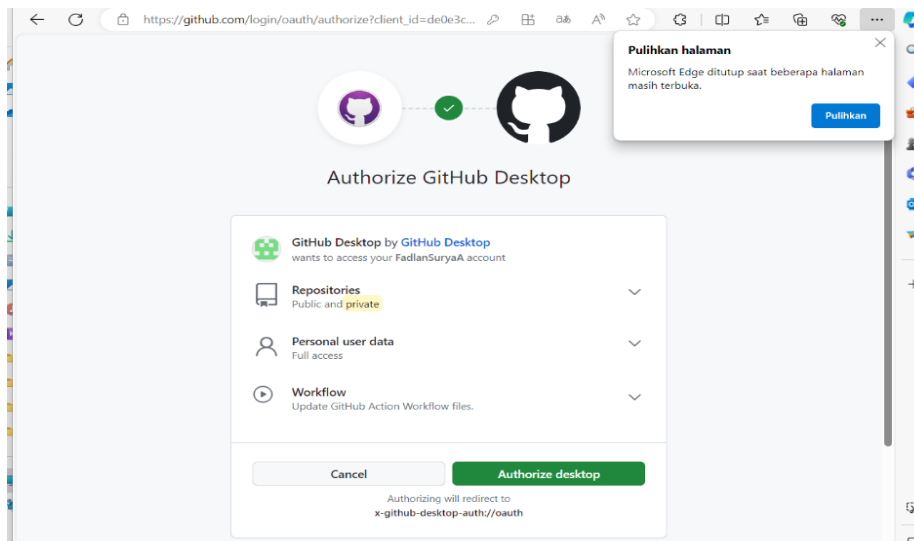 https://github.com/login/oauth/authorize?client_id=de0e3c...
Pulihkan halaman
Microsoft Edge ditutup saat beberapa halaman
masih terbuka.
Pulihkan
Authorize GitHub Desktop
GitHub Desktop by GitHub Desktop
wants to access your FadlanSuryaA account
Repositories
Public and private
Personal user data
Full access
Workflow
Update GitHub Action Workflow files.
Cancel
Authorize desktop
Authorizing will redirect to
x-github-desktop-auth://oauth